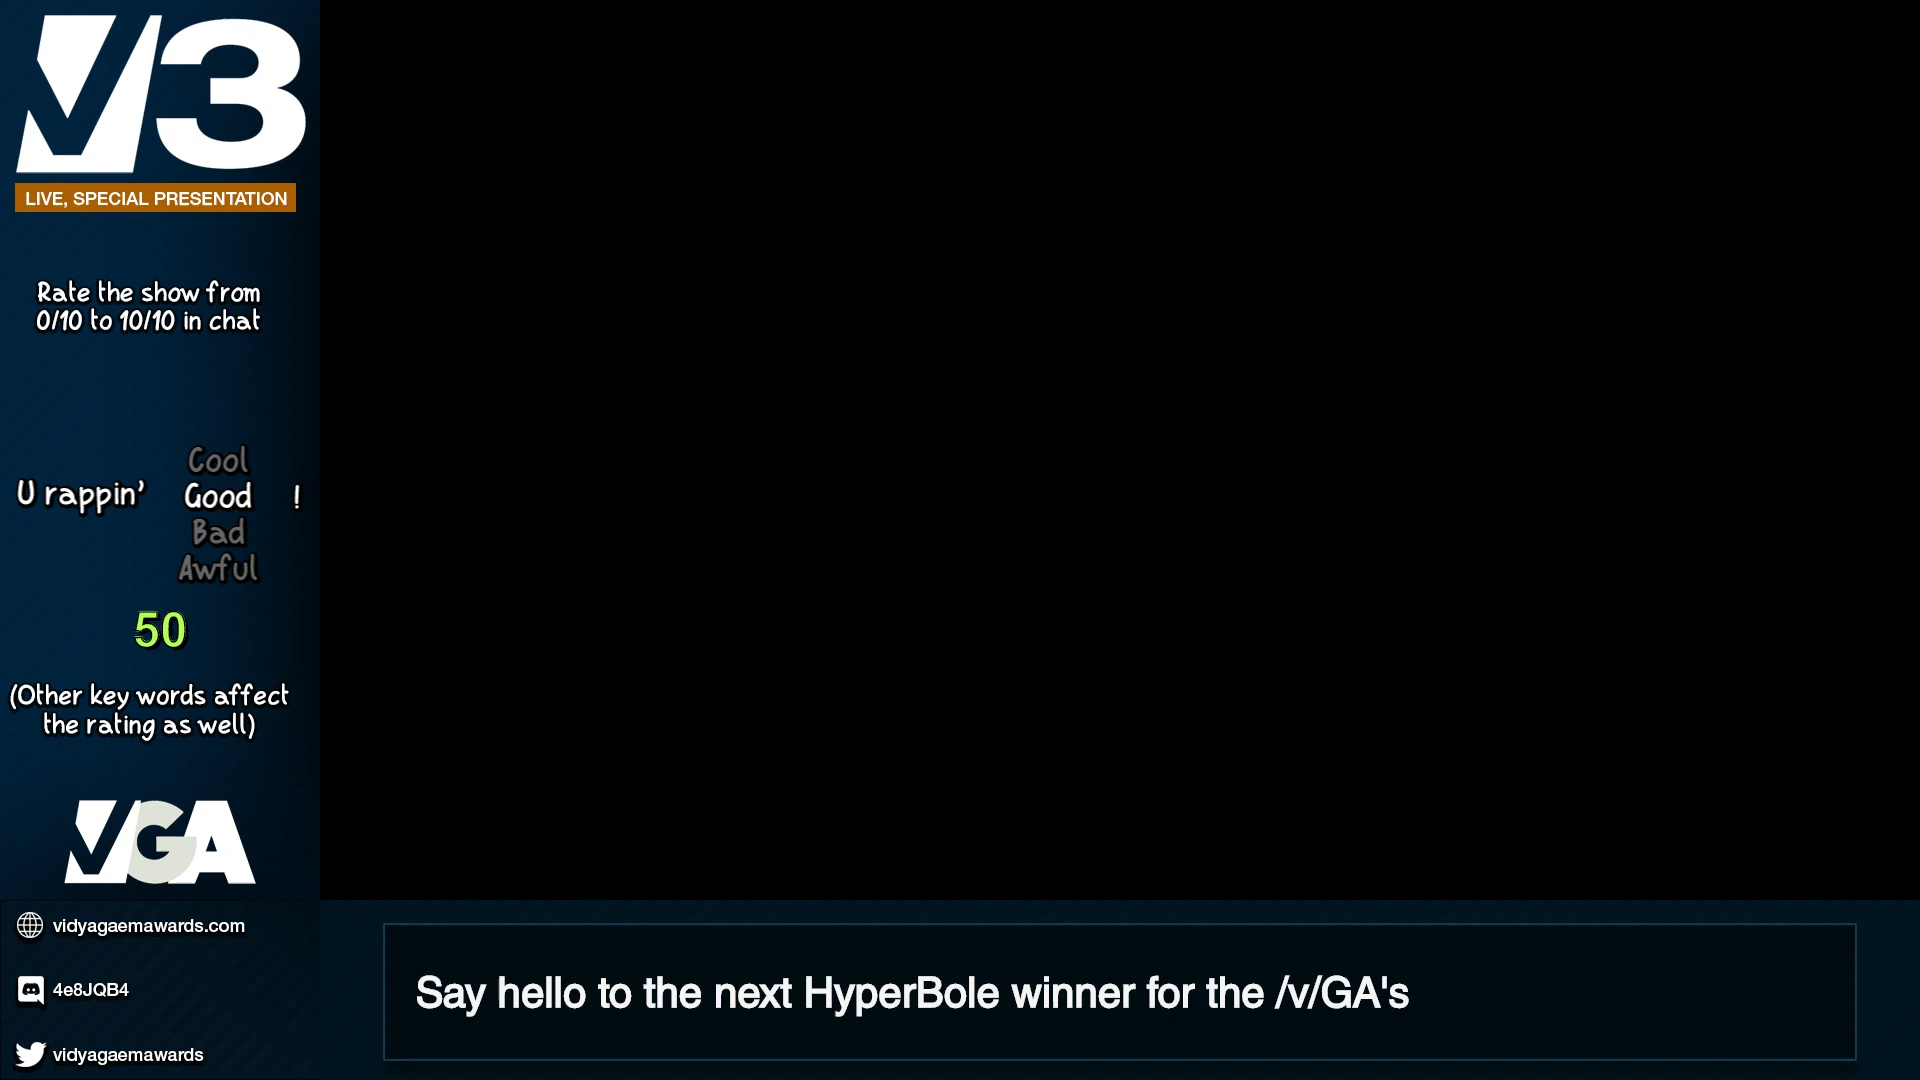 V3
LIVE, SPECIAL PRESENTATION
Rate the show from
0/10 to 10/10 in chat
Cool
U rappin' Good !
Bad
Awful
50
(Other key words affect
the rating as well)
VGA
vidyagaemawards.com
4e8JQB4
vidyagaemawards
Say hello to the next HyperBole winner for the /v/GA's